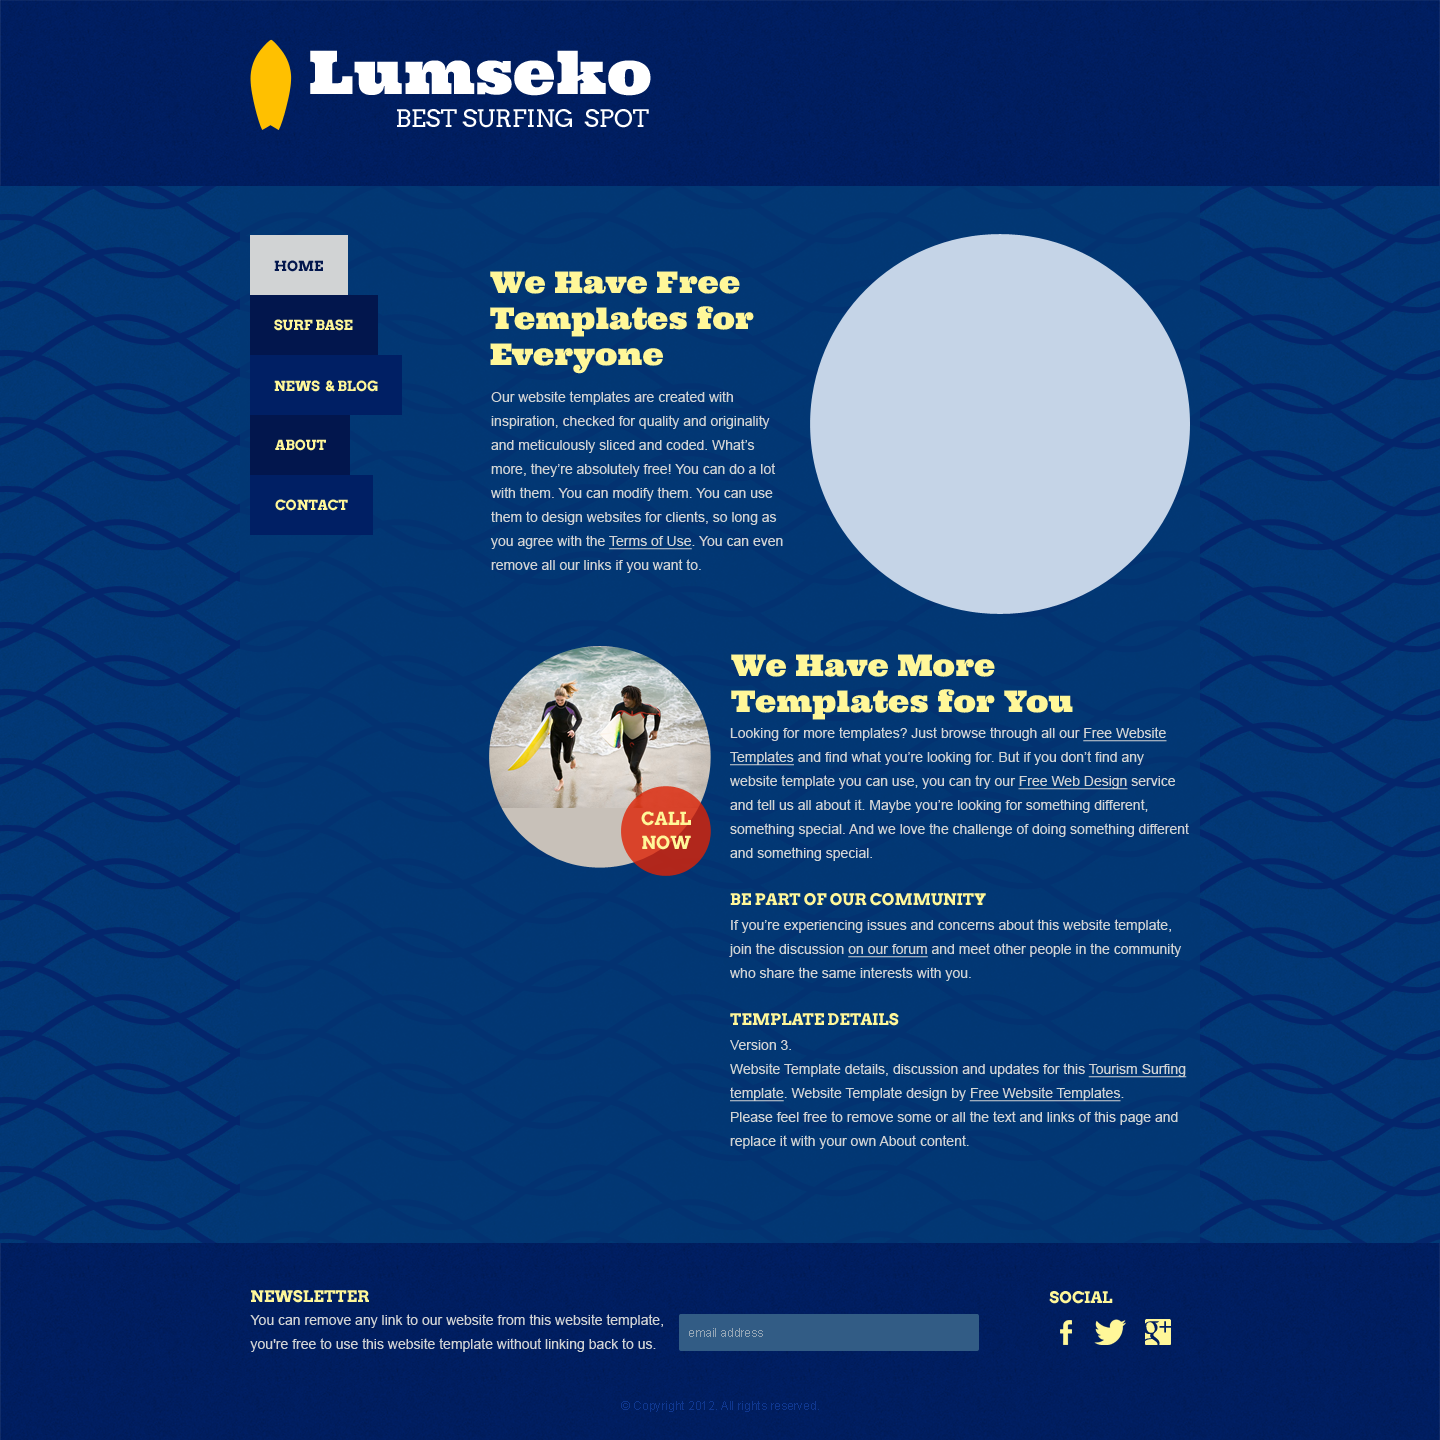 Lumseko
BEST SURFING SPOT
HOME
SURF BASE
NEWS & BLOG
ABOUT
CONTACT
We Have Free
Templates for
Everyone
Our website templates are created with
inspiration, checked for quality and originality
and meticulously sliced and coded. What’s
more, they’re absolutely free! You can do a lot
with them. You can modify them. You can use
them to design websites for clients, so long as
you agree with the Terms of Use. You can even
remove all our links if you want to.
CALL
NOW
We Have More
Templates for You
Looking for more templates? Just browse through all our Free Website
Templates and find what you’re looking for. But if you don’t find any
website template you can use, you can try our Free Web Design service
and tell us all about it. Maybe you’re looking for something different,
something special. And we love the challenge of doing something different
and something special.
BE PART OF OUR COMMUNITY
If you’re experiencing issues and concerns about this website template,
join the discussion on our forum and meet other people in the community
who share the same interests with you.
TEMPLATE DETAILS
Version 3.
Website Template details, discussion and updates for this Tourism Surfing
template. Website Template design by Free Website Templates.
Please feel free to remove some or all the text and links of this page and
replace it with your own About content.
NEWSLETTER
You can remove any link to our website from this website template,
you're free to use this website template without linking back to us.
email address
SOCIAL
© Copyright 2012. All rights reserved.